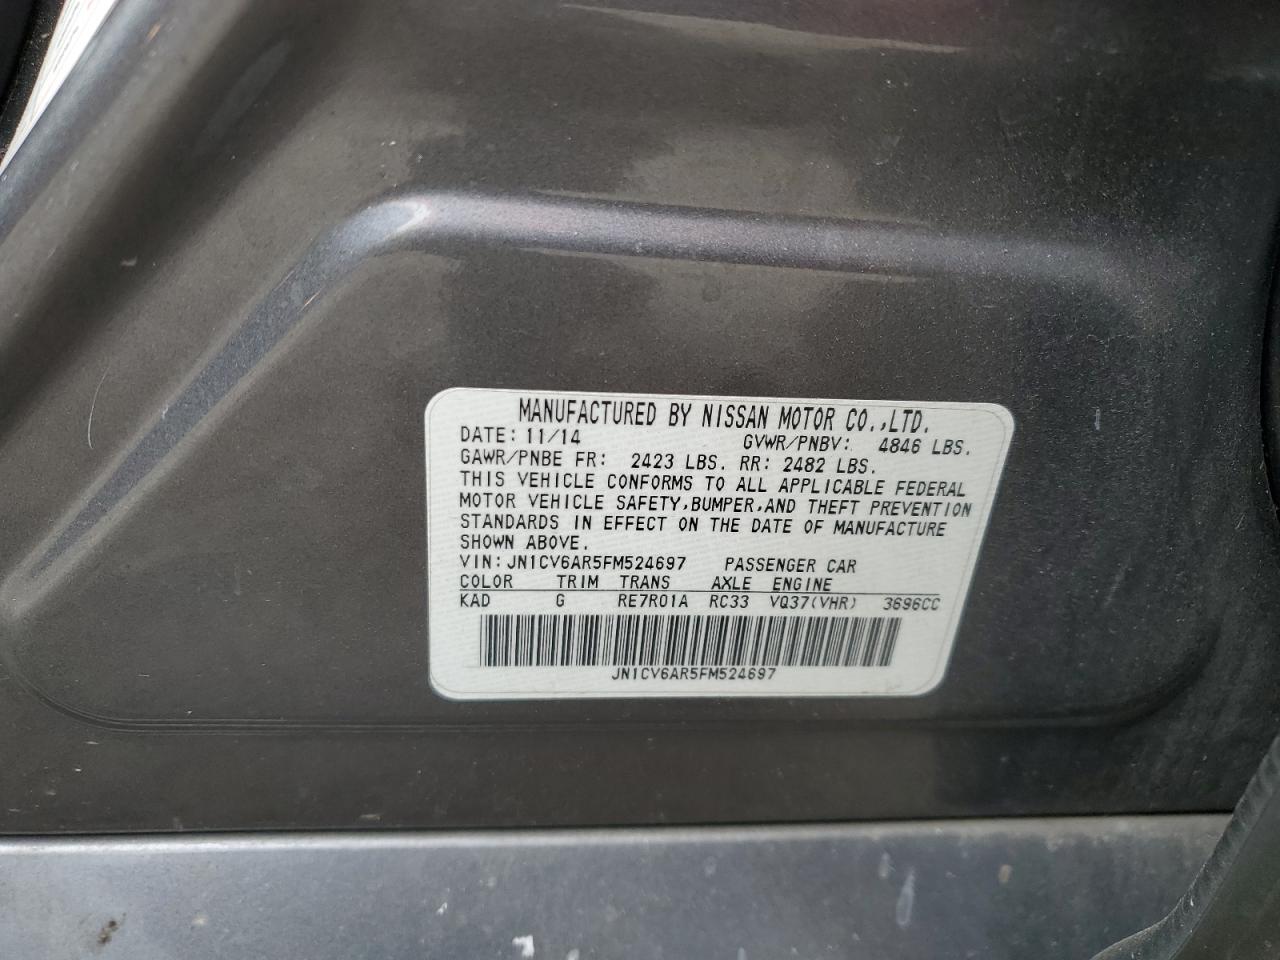 MANUFACTURED BY NISSAN MOTOR CO.,LTD.
DATE: 11/14 GVWR/PNBV: 4846 LBS.
GAWR/PNBE FR: 2423 LBS. RR: 2482 LBS.
THIS VEHICLE CONFORMS TO ALL APPLICABLE FEDERAL
MOTOR VEHICLE SAFETY,BUMPER,AND THEFT PREVENTION
STANDARDS IN EFFECT ON THE DATE OF MANUFACTURE
SHOWN ABOVE.
VIN: JN1CV6AR5FM524697 PASSENGER CAR
COLOR TRIM TRANS AXLE ENGINE
KAD G RE7R01A RC33 VQ37(VHR) 3696CC
JN1CV6AR5FM524697